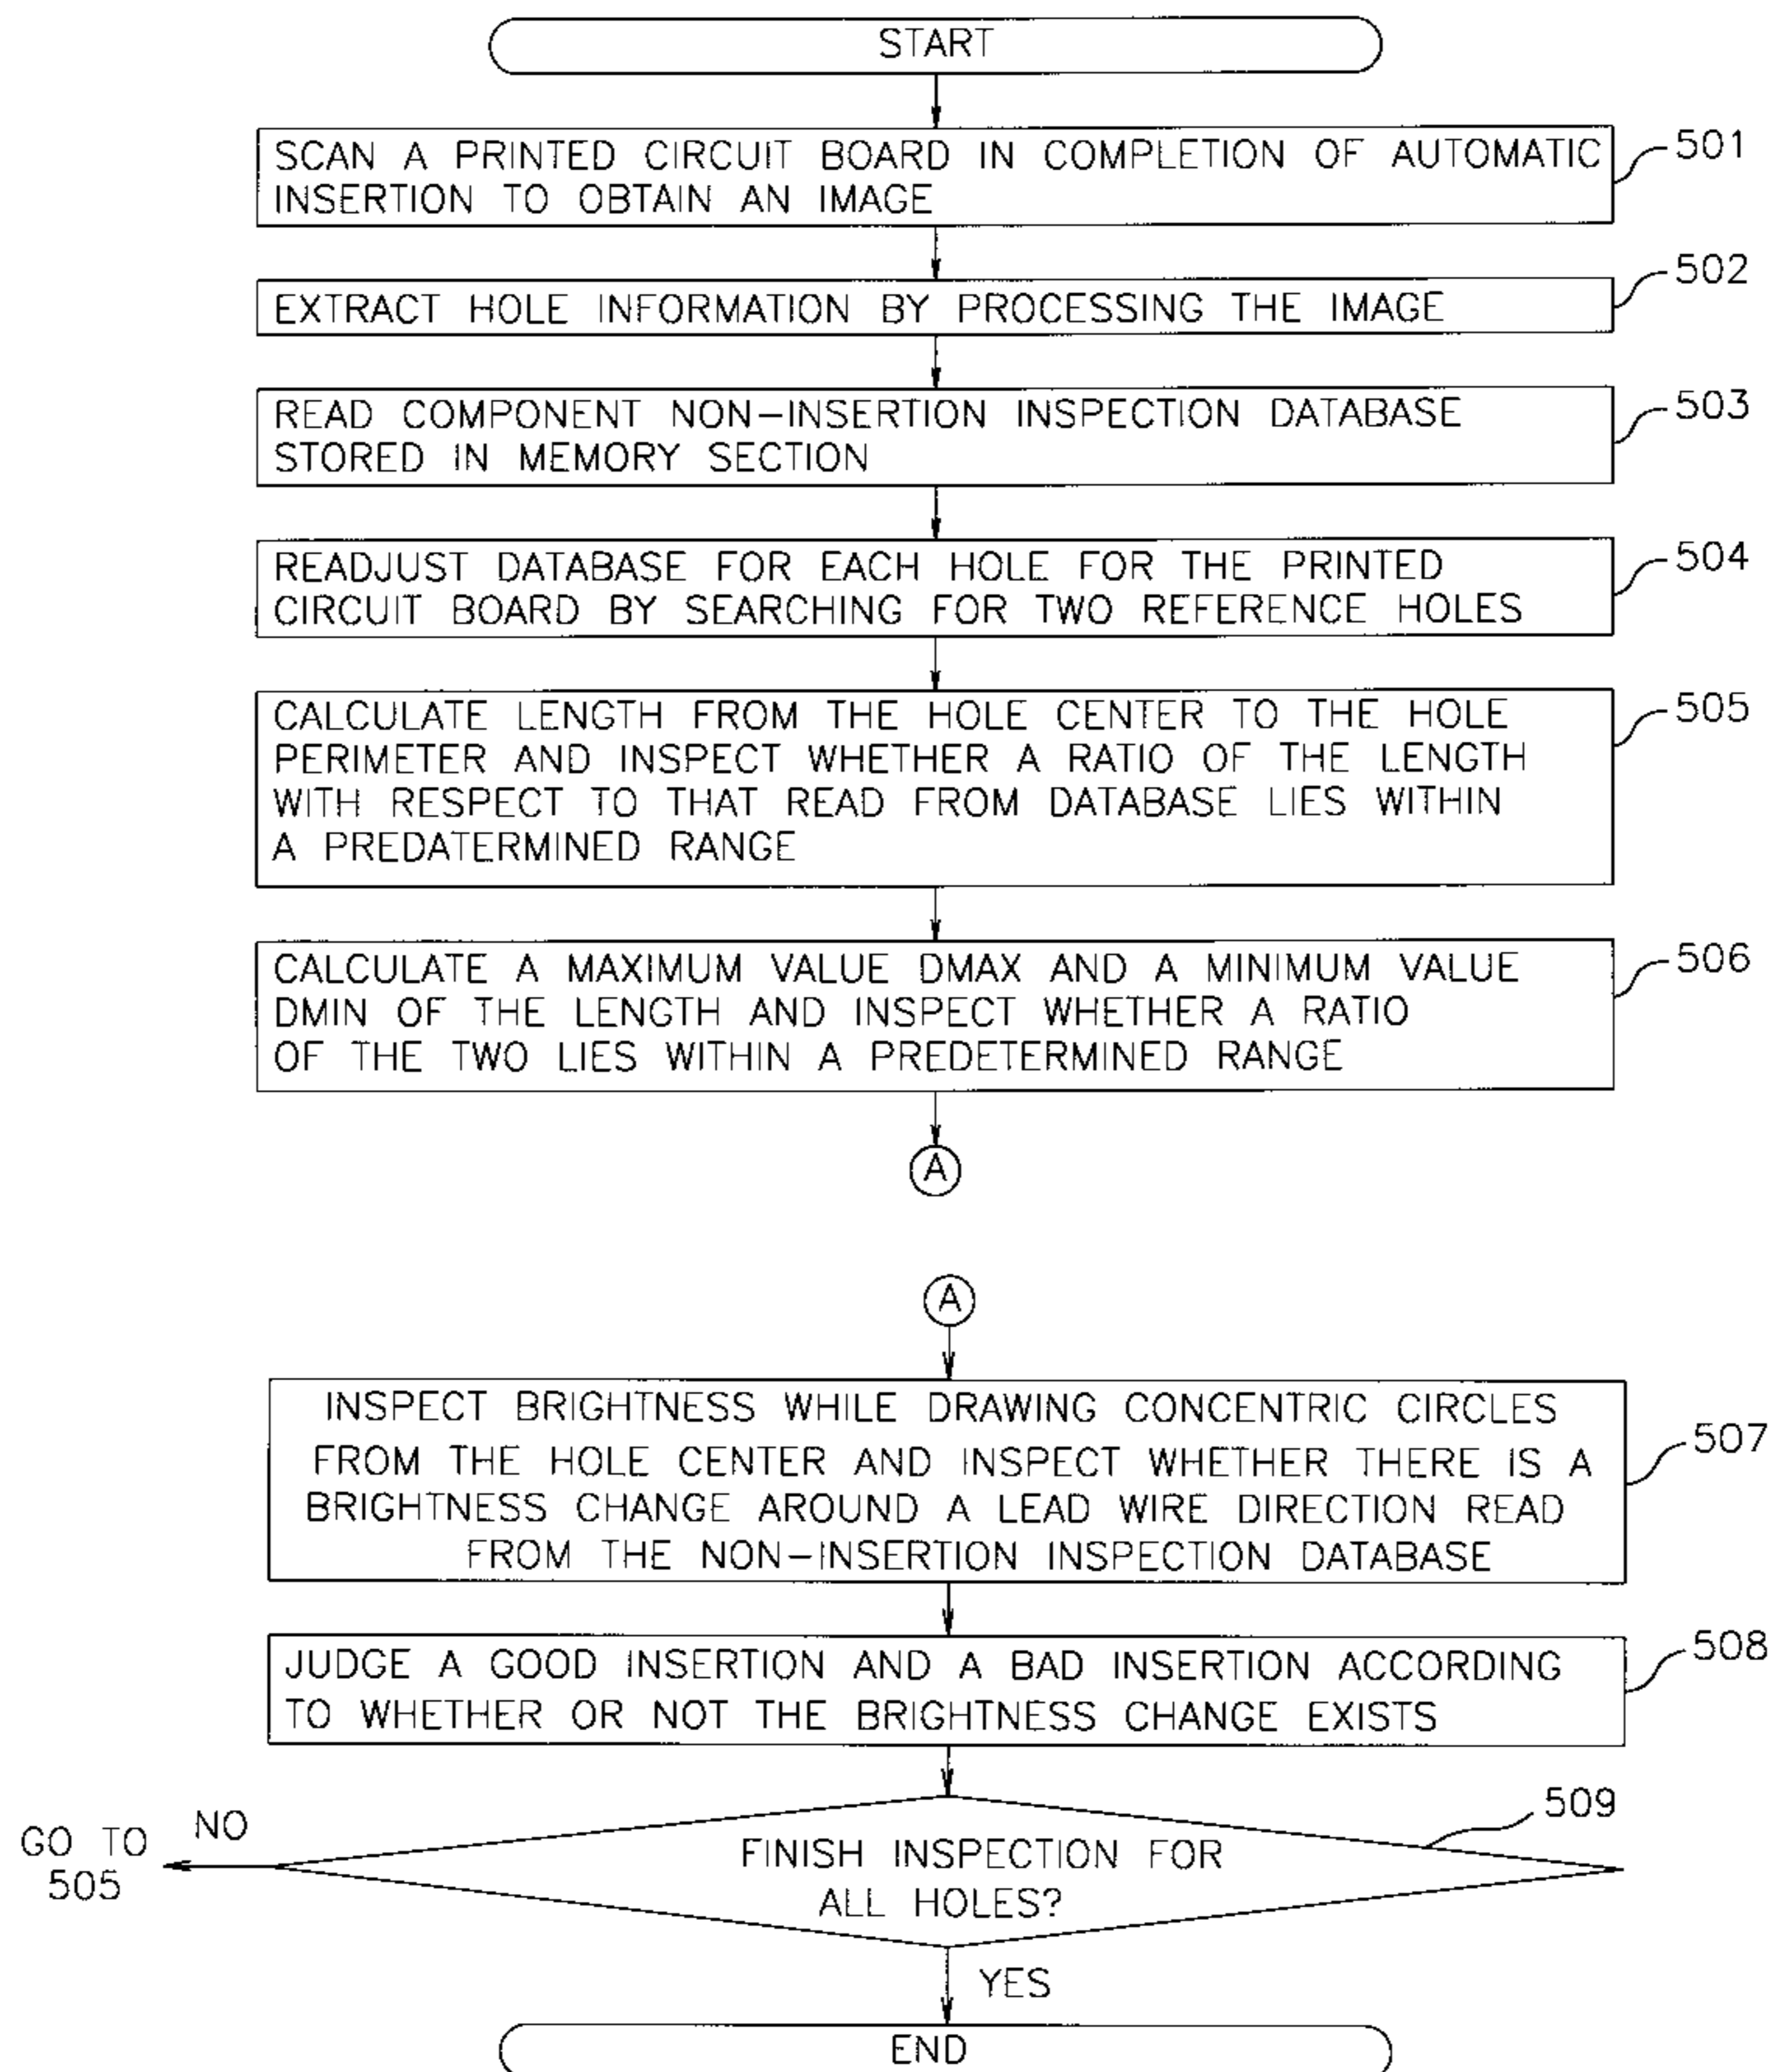 START
SCAN A PRINTED CIRCUIT BOARD IN COMPLETION OF AUTOMATIC
INSERTION TO OBTAIN AN IMAGE
501
EXTRACT HOLE INFORMATION BY PROCESSING THE IMAGE
502
READ COMPONENT NON-INSERTION INSPECTION DATABASE
STORED IN MEMORY SECTION
503
READJUST DATABASE FOR EACH HOLE FOR THE PRINTED
CIRCUIT BOARD BY SEARCHING FOR TWO REFERENCE HOLES
504
CALCULATE LENGTH FROM THE HOLE CENTER TO THE HOLE
PERIMETER AND INSPECT WHETHER A RATIO OF THE LENGTH
WITH RESPECT TO THAT READ FROM DATABASE LIES WITHIN
A PREDATERMINED RANGE
505
CALCULATE A MAXIMUM VALUE DMAX AND A MINIMUM VALUE
DMIN OF THE LENGTH AND INSPECT WHETHER A RATIO
OF THE TWO LIES WITHIN A PREDETERMINED RANGE
506
A
A
INSPECT BRIGHTNESS WHILE DRAWING CONCENTRIC CIRCLES
FROM THE HOLE CENTER AND INSPECT WHETHER THERE IS A
BRIGHTNESS CHANGE AROUND A LEAD WIRE DIRECTION READ
FROM THE NON-INSERTION INSPECTION DATABASE
507
JUDGE A GOOD INSERTION AND A BAD INSERTION ACCORDING
TO WHETHER OR NOT THE BRIGHTNESS CHANGE EXISTS
508
FINISH INSPECTION FOR
ALL HOLES?
509
NO
GO TO
505
YES
END